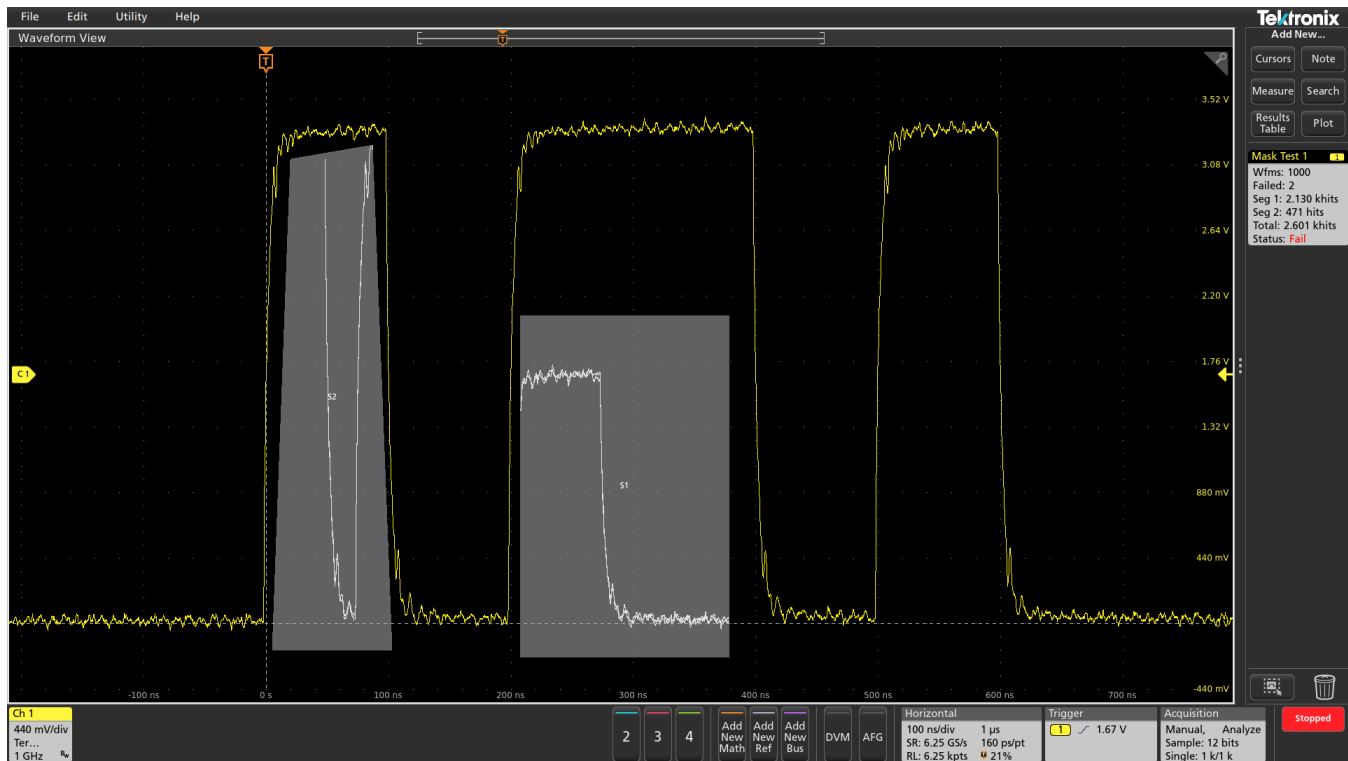 File Edit Utility Help
Tektronix
Waveform View
Add New...
T
T
Cursors Note
Measure Search
Results Table Plot
3.52 V
3.08 V
2.64 V
2.20 V
1.76 V
1.32 V
880 mV
440 mV
-440 mV
Mask Test 1 1
Wfms: 1000
Failed: 2
Seg 1: 2.130 khits
Seg 2: 471 hits
Total: 2.601 khits
Status: Fail
C1
S2
S1
-100 ns 0 s 100 ns 200 ns 300 ns 400 ns 500 ns 600 ns 700 ns
Ch 1
440 mV/div
Ter...
1 GHz Bw
2 3 4
Add New Math
Add New Ref
Add New Bus
DVM AFG
Horizontal
100 ns/div 1 µs
SR: 6.25 GS/s 160 ps/pt
RL: 6.25 kpts T 21%
Trigger
1 1.67 V
Acquisition
Manual, Analyze
Sample: 12 bits
Single: 1 k/1 k
Stopped